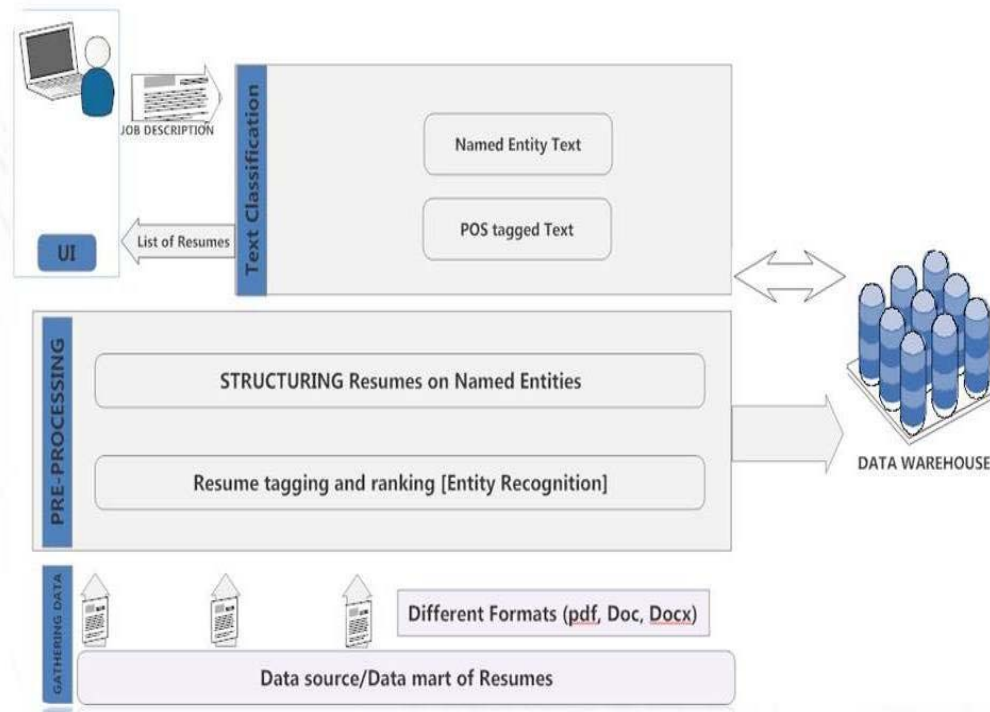 JOB DESCRIPTION
Text Classification
Named Entity Text
POS tagged Text
List of Resumes
UI
PRE-PROCESSING
STRUCTURING Resumes on Named Entities
Resume tagging and ranking [Entity Recognition]
DATA WAREHOUSE
GATHERING DATA
Different Formats (pdf, Doc, Docx)
Data source/Data mart of Resumes